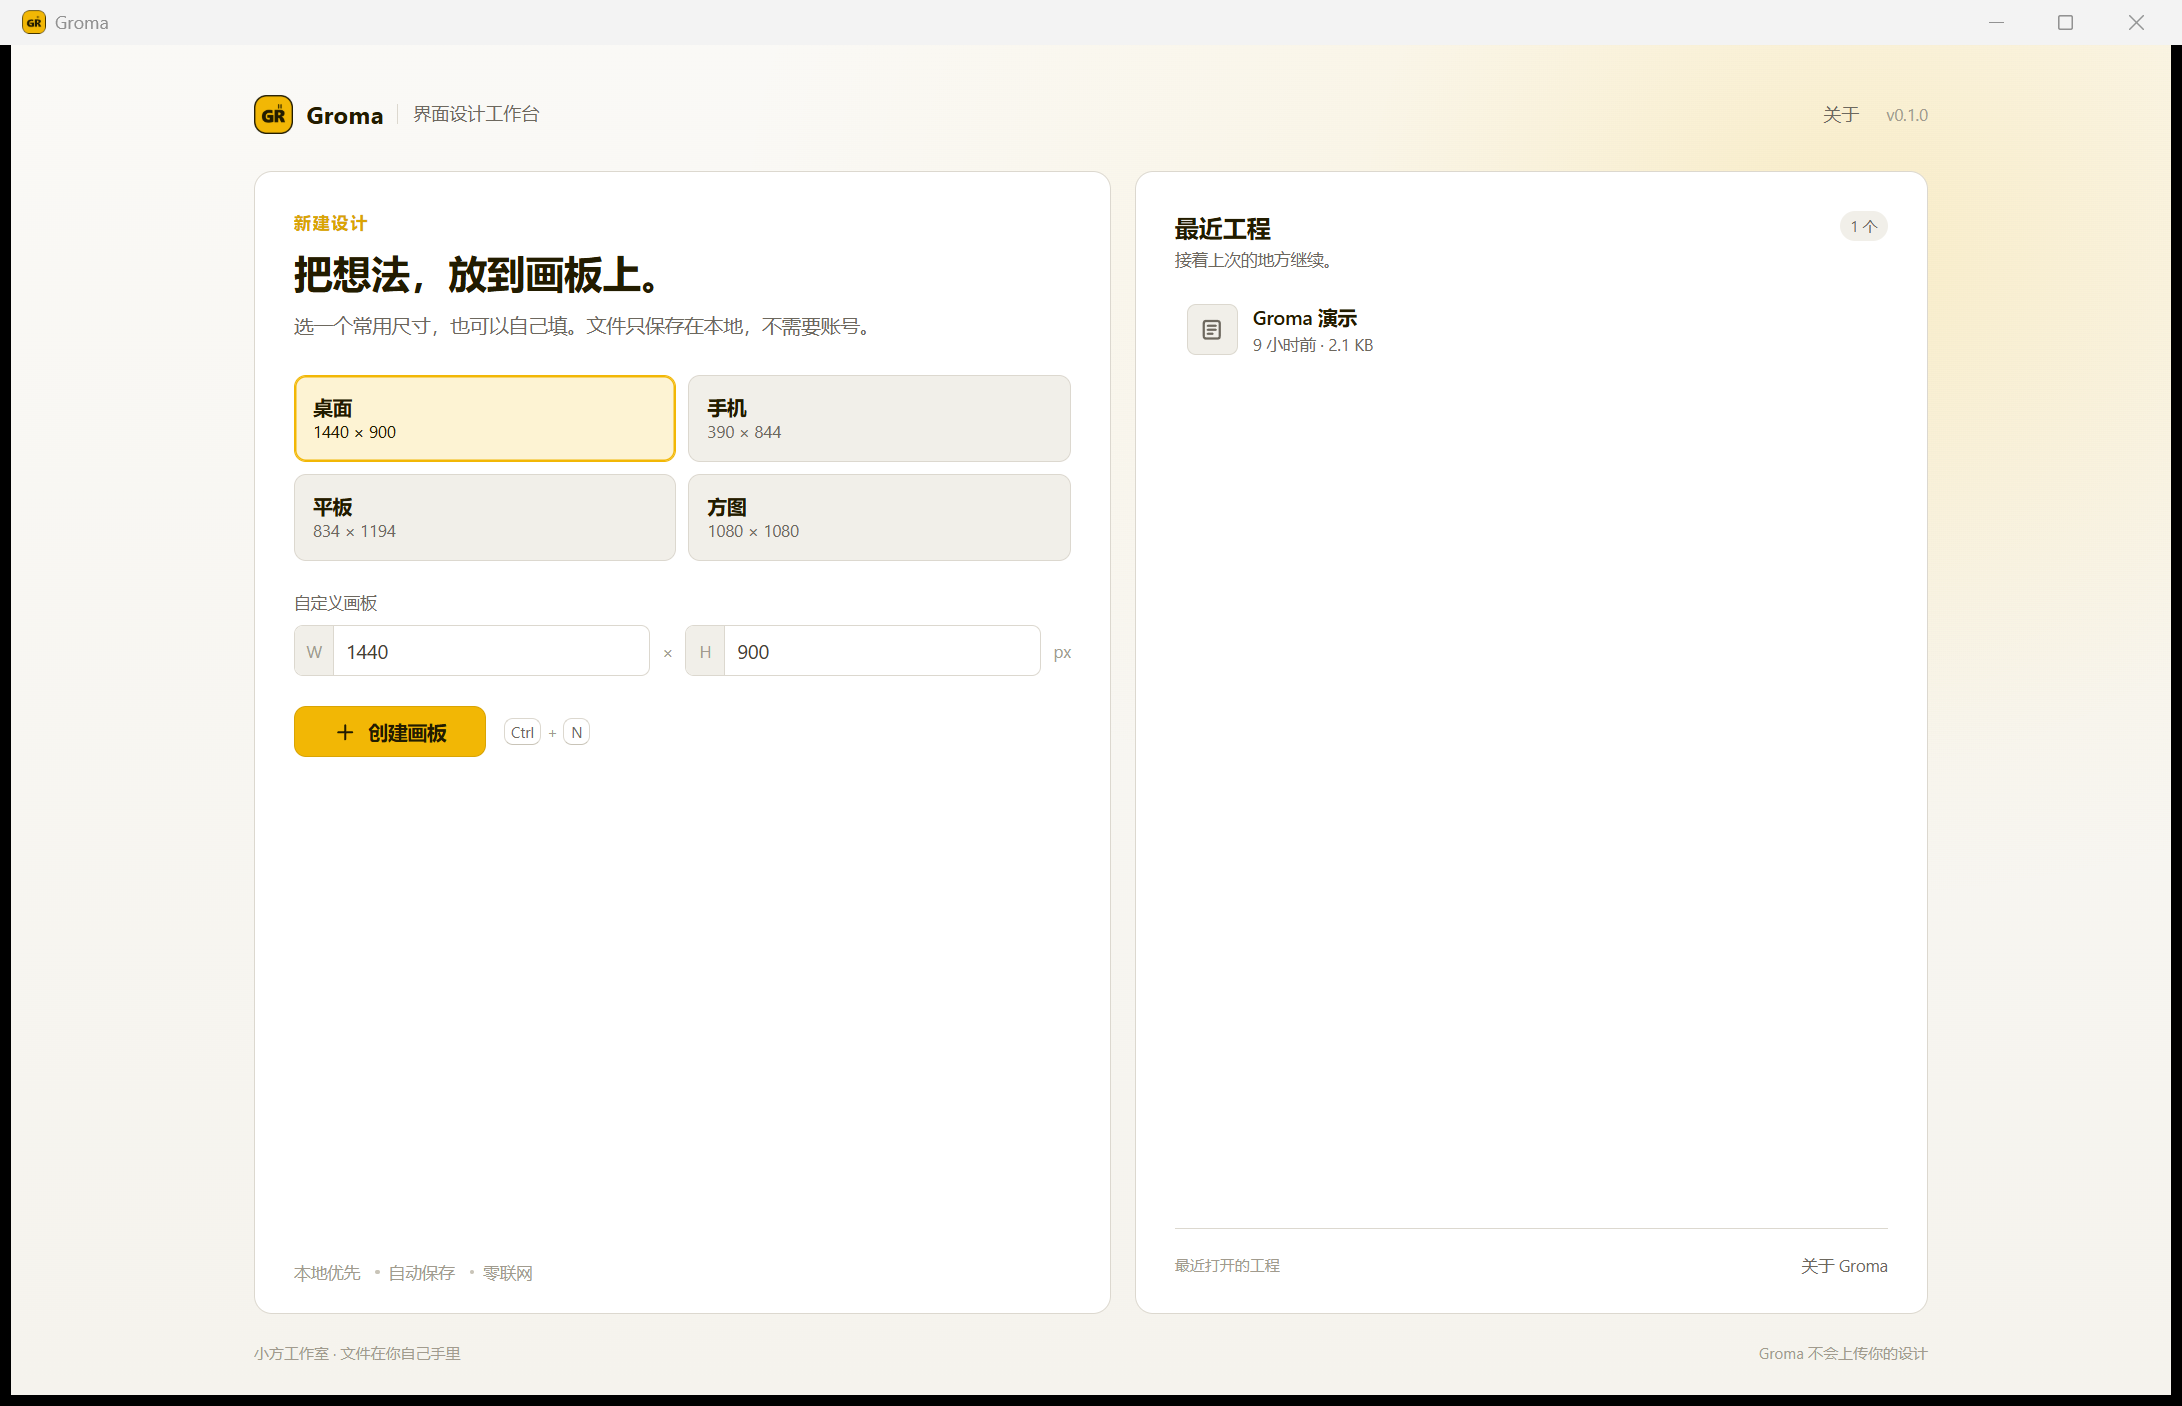 GR Groma
GR Groma 界面设计工作台
关于 v0.1.0
新建设计
把想法，放到画板上。
选一个常用尺寸，也可以自己填。文件只保存在本地，不需要账号。
桌面
1440 × 900
手机
390 × 844
平板
834 × 1194
方图
1080 × 1080
自定义画板
W 1440 × H 900 px
+ 创建画板 Ctrl + N
本地优先 • 自动保存 • 零联网
最近工程
1 个
接着上次的地方继续。
Groma 演示
9 小时前 · 2.1 KB
最近打开的工程
关于 Groma
小方工作室 · 文件在你自己手里
Groma 不会上传你的设计